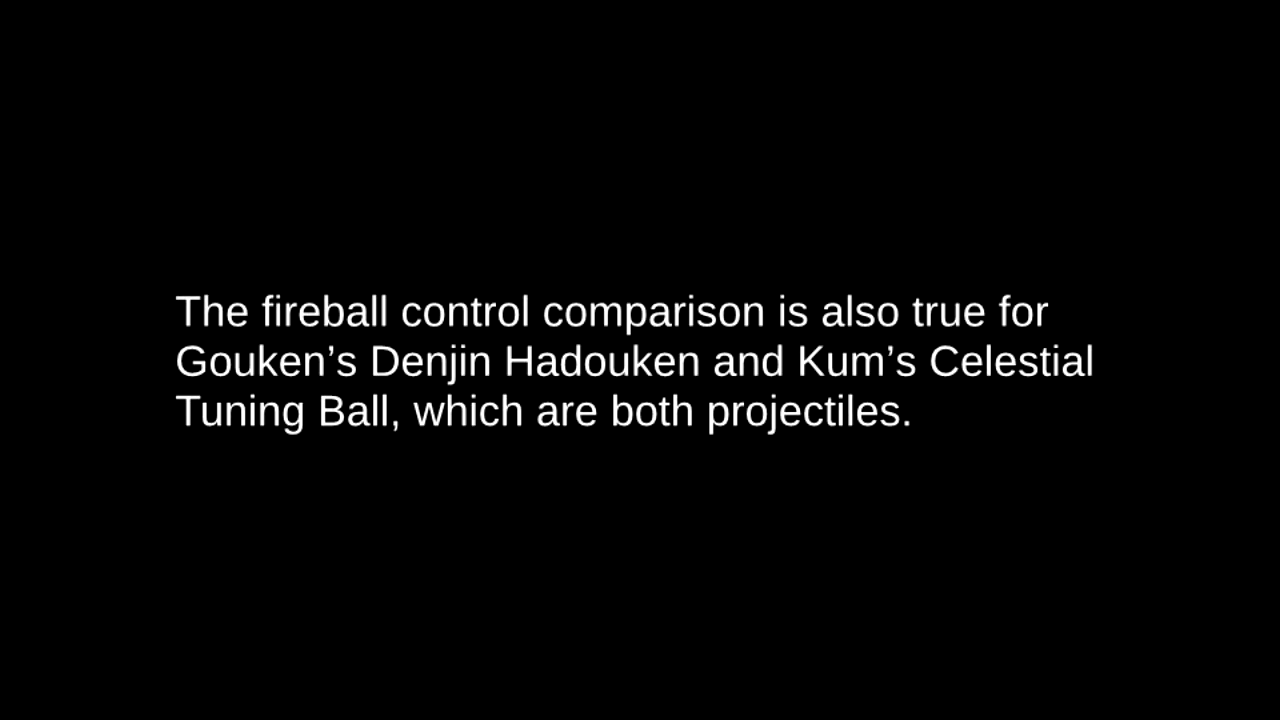 The fireball control comparison is also true for
Gouken’s Denjin Hadouken and Kum’s Celestial
Tuning Ball, which are both projectiles.